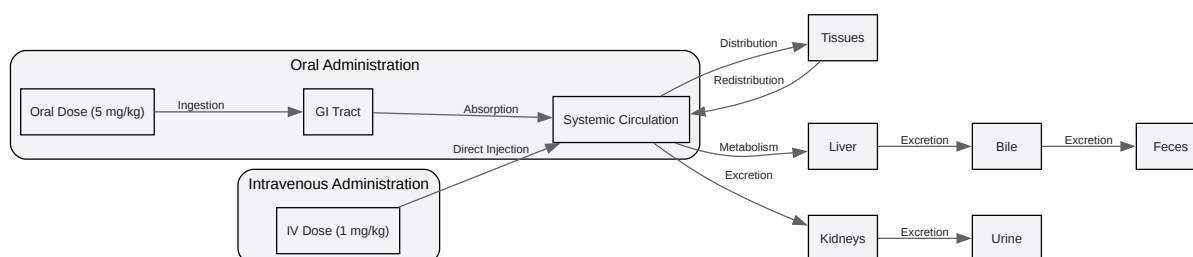 Tissues
Distribution
Oral Administration
Redistribution
Oral Dose (5 mg/kg)
Ingestion
GI Tract
Absorption
Systemic Circulation
Direct Injection
Metabolism
Liver
Excretion
Bile
Excretion
Feces
Excretion
Intravenous Administration
IV Dose (1 mg/kg)
Kidneys
Excretion
Urine